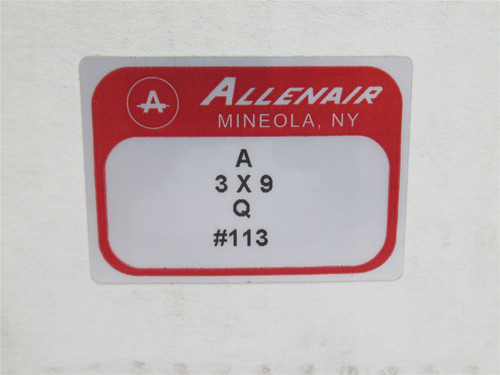 A
ALLENAIR
MINEOLA, NY
A
3 X 9
Q
#113